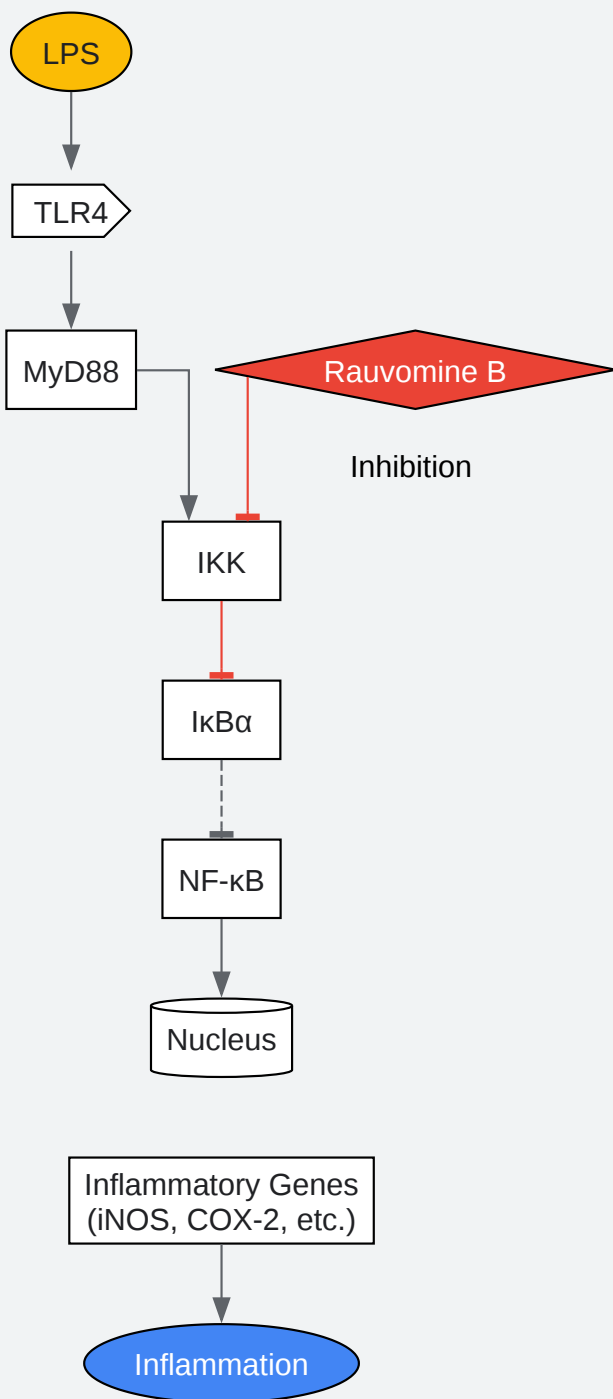 LPS
TLR4
MyD88
Rauvomine B
Inhibition
IKK
IκBα
NF-κB
Nucleus
Inflammatory Genes
(iNOS, COX-2, etc.)
Inflammation